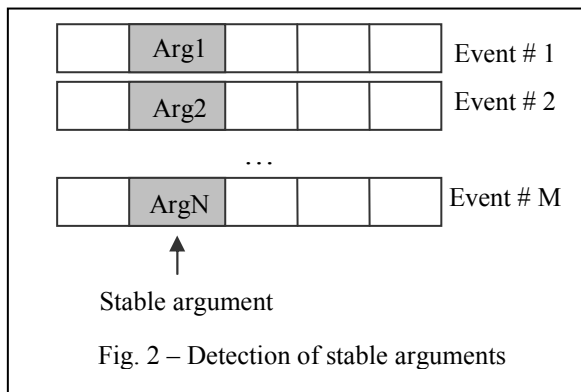 Arg1 Event # 1
Arg2 Event # 2
…
ArgN Event # M
Stable argument
Fig. 2 – Detection of stable arguments